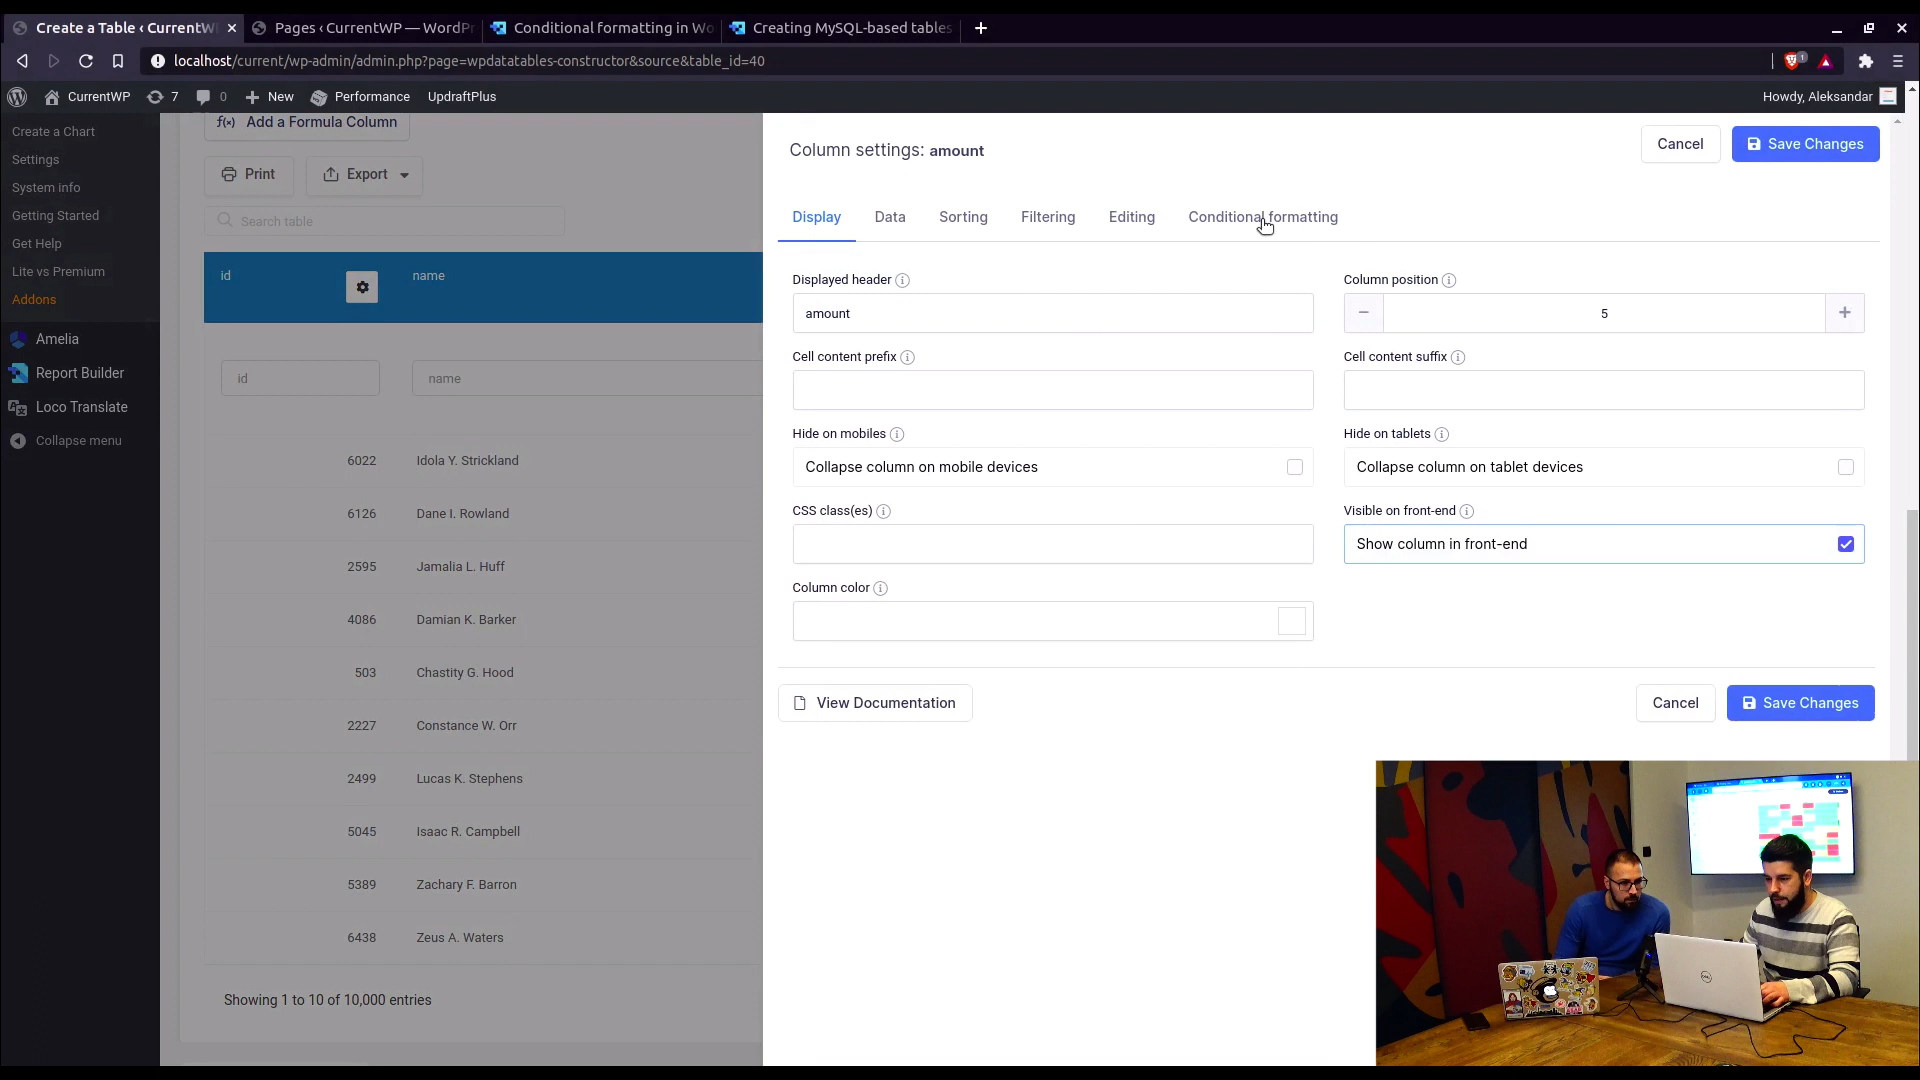 Create a Table ‹ CurrentW
Pages ‹ CurrentWP — WordPr
Conditional formatting in Wo
Creating MySQL-based tables
localhost/current/wp-admin/admin.php?page=wpdatatables-constructor&source&table_id=40
1
CurrentWP
7
0
New
Performance
UpdraftPlus
Howdy, Aleksandar
Create a Chart
Settings
System info
Getting Started
Get Help
Lite vs Premium
Addons
Amelia
Report Builder
Loco Translate
Collapse menu
f(x) Add a Formula Column
Print
Export
Search table
id
name
id
name
6022 Idola Y. Strickland
6126 Dane I. Rowland
2595 Jamalia L. Huff
4086 Damian K. Barker
503 Chastity G. Hood
2227 Constance W. Orr
2499 Lucas K. Stephens
5045 Isaac R. Campbell
5389 Zachary F. Barron
6438 Zeus A. Waters
Showing 1 to 10 of 10,000 entries
Column settings: amount
Cancel
Save Changes
Display
Data
Sorting
Filtering
Editing
Conditional formatting
Displayed header
amount
Column position
5
Cell content prefix
Cell content suffix
Hide on mobiles
Collapse column on mobile devices
Hide on tablets
Collapse column on tablet devices
CSS class(es)
Visible on front-end
Show column in front-end
Column color
View Documentation
Cancel
Save Changes
DELL